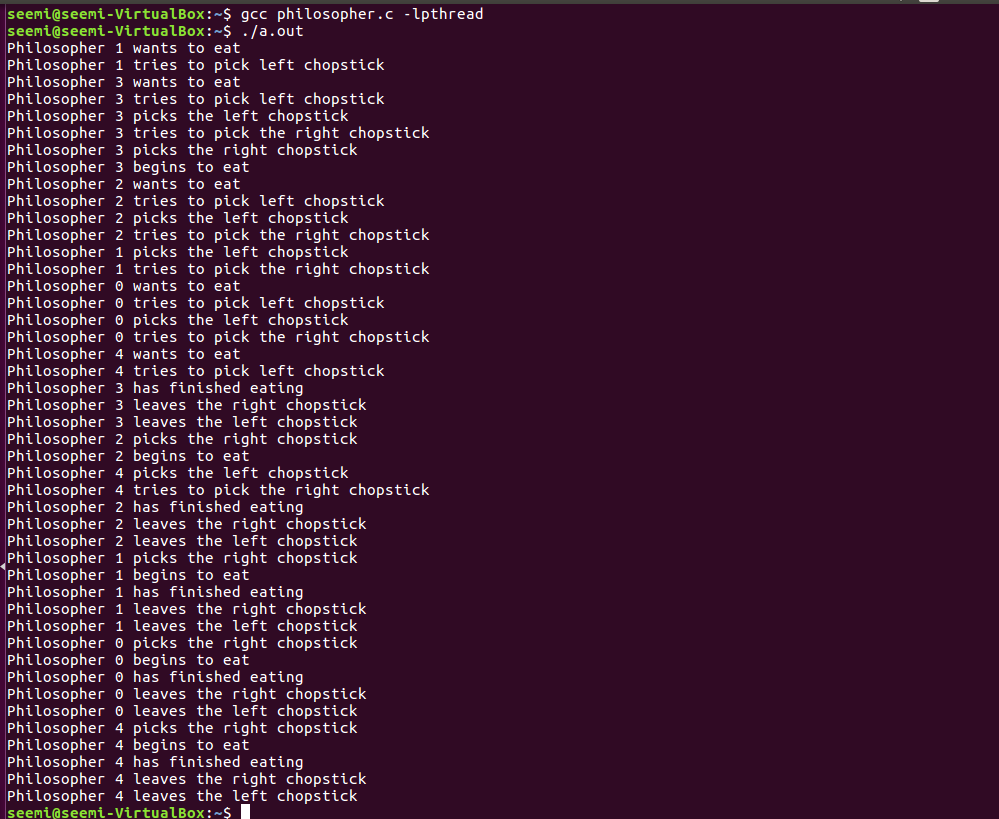 seemi@seemi-VirtualBox:~$ gcc philosopher.c -lpthread
seemi@seemi-VirtualBox:~$ ./a.out
Philosopher 1 wants to eat
Philosopher 1 tries to pick left chopstick
Philosopher 3 wants to eat
Philosopher 3 tries to pick left chopstick
Philosopher 3 picks the left chopstick
Philosopher 3 tries to pick the right chopstick
Philosopher 3 picks the right chopstick
Philosopher 3 begins to eat
Philosopher 2 wants to eat
Philosopher 2 tries to pick left chopstick
Philosopher 2 picks the left chopstick
Philosopher 2 tries to pick the right chopstick
Philosopher 1 picks the left chopstick
Philosopher 1 tries to pick the right chopstick
Philosopher 0 wants to eat
Philosopher 0 tries to pick left chopstick
Philosopher 0 picks the left chopstick
Philosopher 0 tries to pick the right chopstick
Philosopher 4 wants to eat
Philosopher 4 tries to pick left chopstick
Philosopher 3 has finished eating
Philosopher 3 leaves the right chopstick
Philosopher 3 leaves the left chopstick
Philosopher 2 picks the right chopstick
Philosopher 2 begins to eat
Philosopher 4 picks the left chopstick
Philosopher 4 tries to pick the right chopstick
Philosopher 2 has finished eating
Philosopher 2 leaves the right chopstick
Philosopher 2 leaves the left chopstick
Philosopher 1 picks the right chopstick
Philosopher 1 begins to eat
Philosopher 1 has finished eating
Philosopher 1 leaves the right chopstick
Philosopher 1 leaves the left chopstick
Philosopher 0 picks the right chopstick
Philosopher 0 begins to eat
Philosopher 0 has finished eating
Philosopher 0 leaves the right chopstick
Philosopher 0 leaves the left chopstick
Philosopher 4 picks the right chopstick
Philosopher 4 begins to eat
Philosopher 4 has finished eating
Philosopher 4 leaves the right chopstick
Philosopher 4 leaves the left chopstick
seemi@seemi-VirtualBox:~$